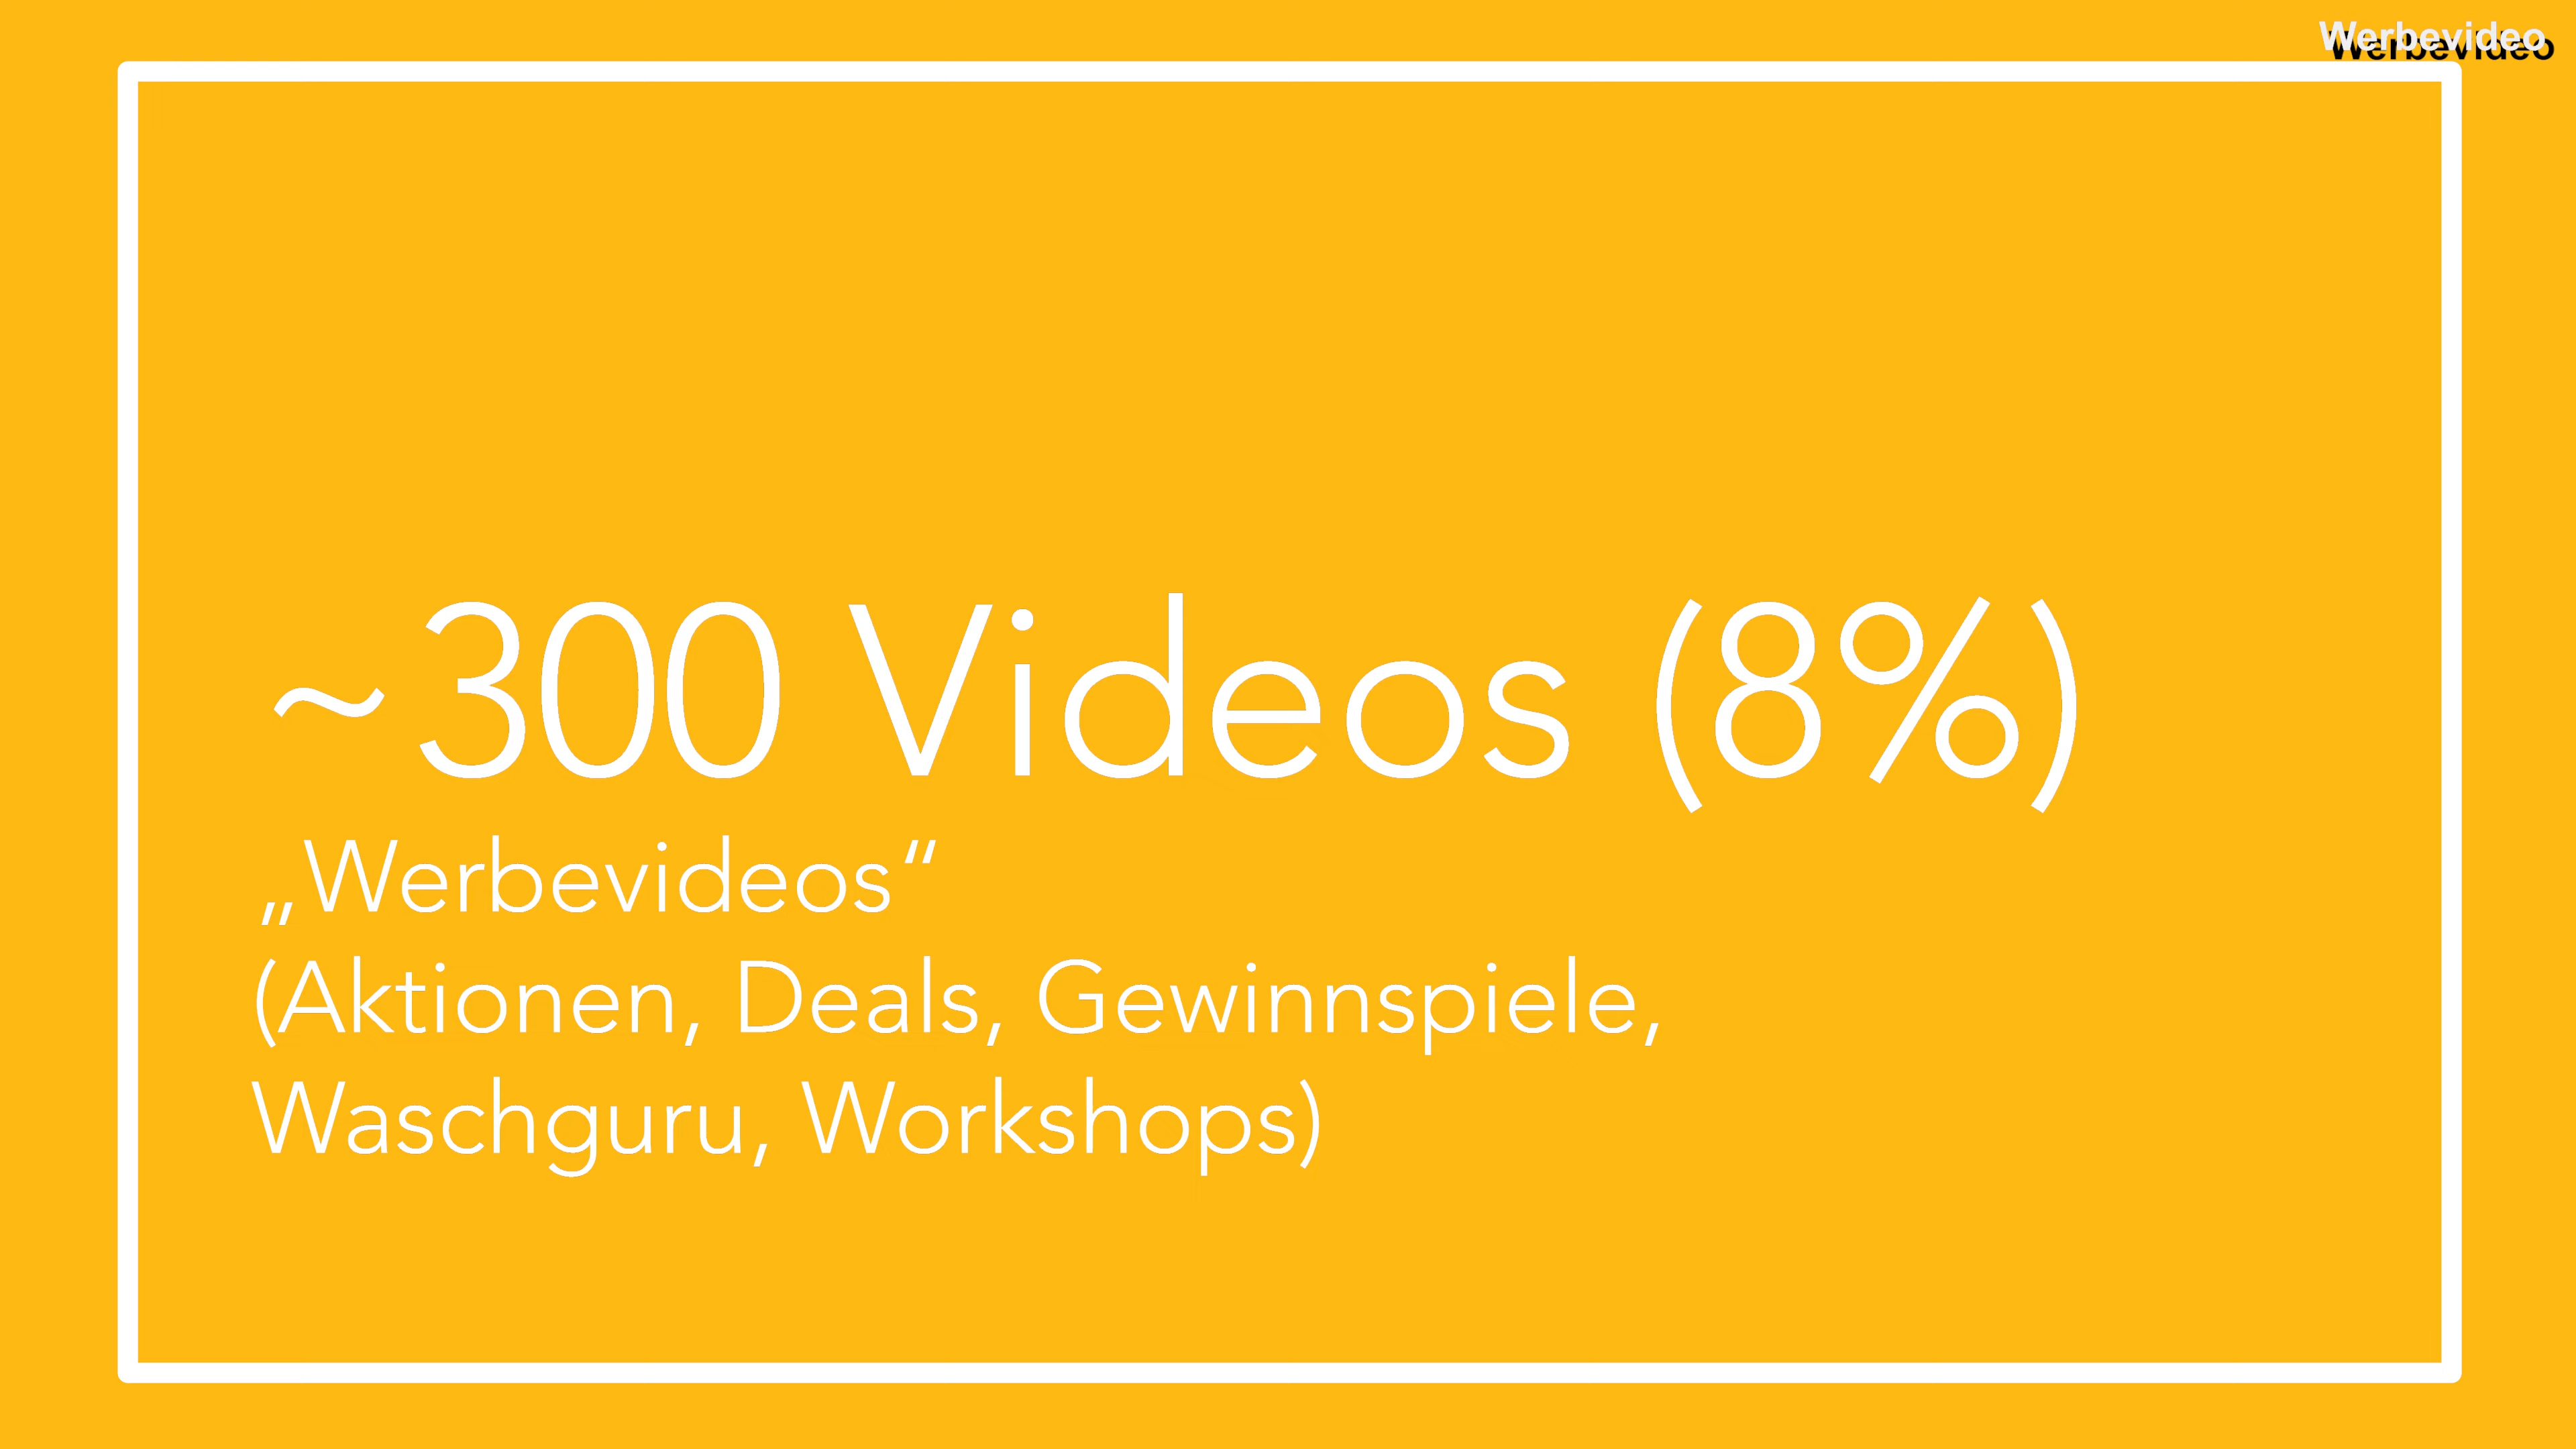 Werbevideo
~300 Videos (8%)
„Werbevideos“
(Aktionen, Deals, Gewinnspiele,
Waschguru, Workshops)